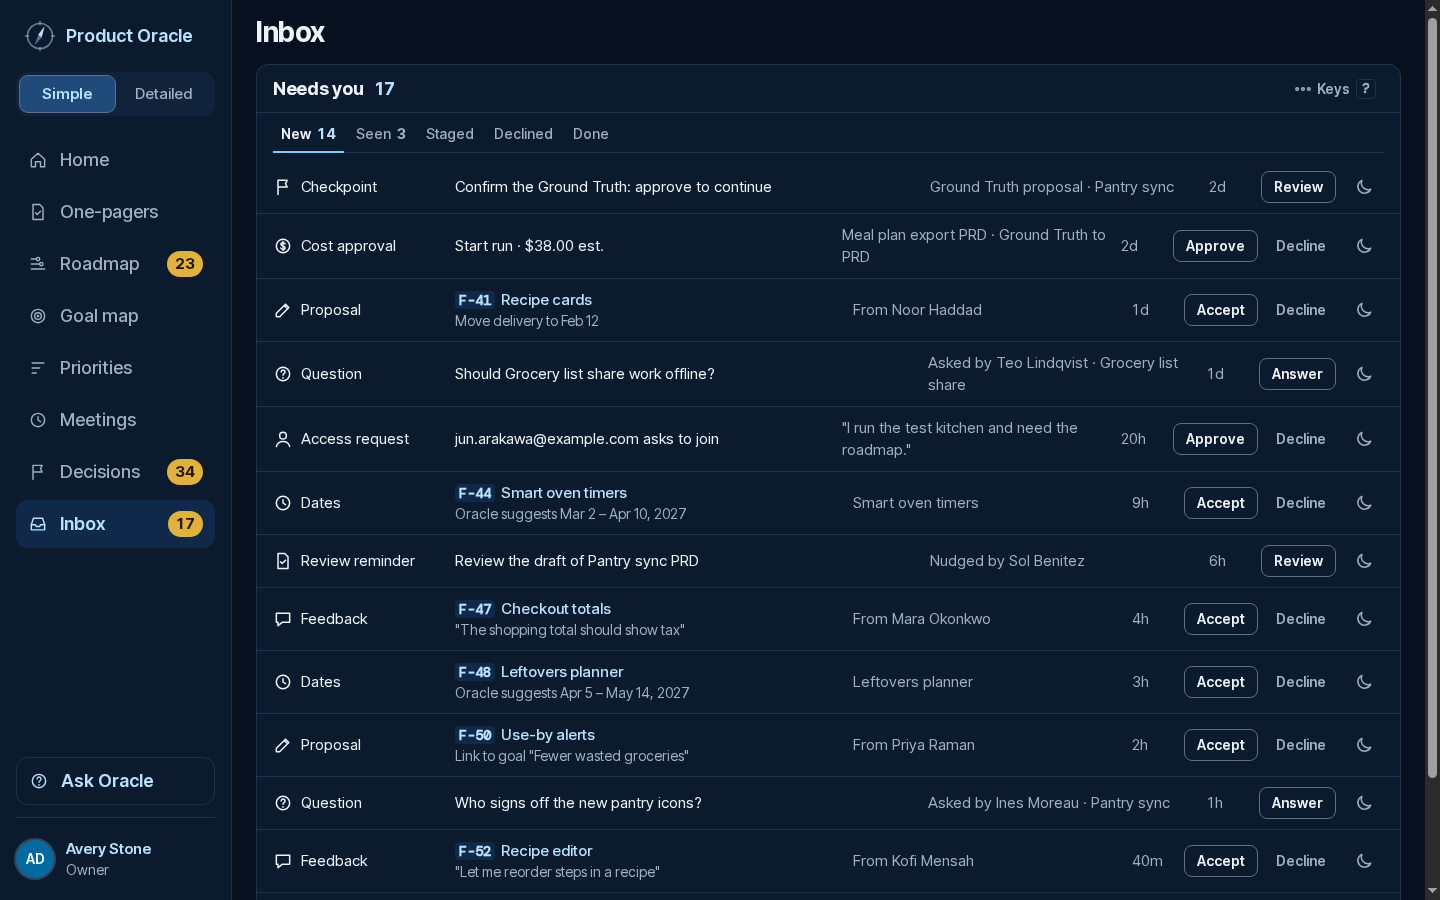 Product Oracle
Simple
Detailed
Home
One-pagers
Roadmap 23
Goal map
Priorities
Meetings
Decisions 34
Inbox 17
Ask Oracle
AD
Avery Stone
Owner
Inbox
Needs you 17
Keys ?
New 14 Seen 3 Staged Declined Done
Checkpoint Confirm the Ground Truth: approve to continue Ground Truth proposal · Pantry sync 2d Review
Cost approval Start run · $38.00 est. Meal plan export PRD · Ground Truth to
PRD 2d Approve Decline
Proposal F-41 Recipe cards
Move delivery to Feb 12 From Noor Haddad 1d Accept Decline
Question Should Grocery list share work offline? Asked by Teo Lindqvist · Grocery list
share 1d Answer
Access request jun.arakawa@example.com asks to join "I run the test kitchen and need the
roadmap." 20h Approve Decline
Dates F-44 Smart oven timers
Oracle suggests Mar 2 – Apr 10, 2027 Smart oven timers 9h Accept Decline
Review reminder Review the draft of Pantry sync PRD Nudged by Sol Benitez 6h Review
Feedback F-47 Checkout totals
"The shopping total should show tax" From Mara Okonkwo 4h Accept Decline
Dates F-48 Leftovers planner
Oracle suggests Apr 5 – May 14, 2027 Leftovers planner 3h Accept Decline
Proposal F-50 Use-by alerts
Link to goal "Fewer wasted groceries" From Priya Raman 2h Accept Decline
Question Who signs off the new pantry icons? Asked by Ines Moreau · Pantry sync 1h Answer
Feedback F-52 Recipe editor
"Let me reorder steps in a recipe" From Kofi Mensah 40m Accept Decline